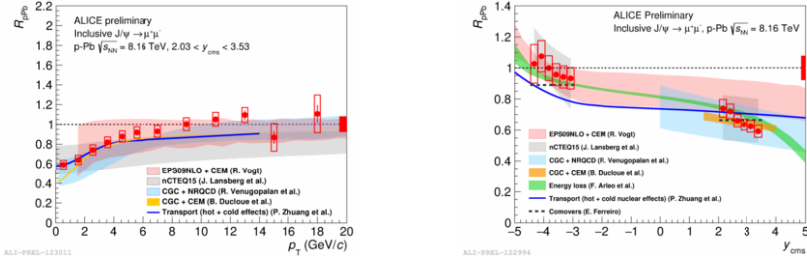 ALICE preliminary
Inclusive J/ψ → μ⁺μ⁻
p-Pb √sNN = 8.16 TeV, 2.03 < ycms < 3.53
RpPb
2.2
2
1.8
1.6
1.4
1.2
1
0.8
0.6
0.4
0.2
0
EPS09NLO + CEM (R. Vogt)
nCTEQ15 (J. Lansberg et al.)
CGC + NRQCD (R. Venugopalan et al.)
CGC + CEM (B. Ducloue et al.)
Transport (hot + cold effects) (P. Zhuang et al.)
0 2 4 6 8 10 12 14 16 18 20
pT (GeV/c)
ALI-PREL-123011
ALICE Preliminary
Inclusive J/ψ → μ⁺μ⁻, p-Pb √sNN = 8.16 TeV
RpPb
1.4
1.2
1
0.8
0.6
0.4
0.2
0
EPS09NLO + CEM (R. Vogt)
nCTEQ15 (J. Lansberg et al.)
CGC + NRQCD (R. Venugopalan et al.)
CGC + CEM (B. Ducloue et al.)
Energy loss (F. Arleo et al.)
Transport (hot + cold nuclear effects) (P. Zhuang et al.)
Comovers (E. Ferreiro)
−5 −4 −3 −2 −1 0 1 2 3 4 5
ycms
ALI-PREL-122994